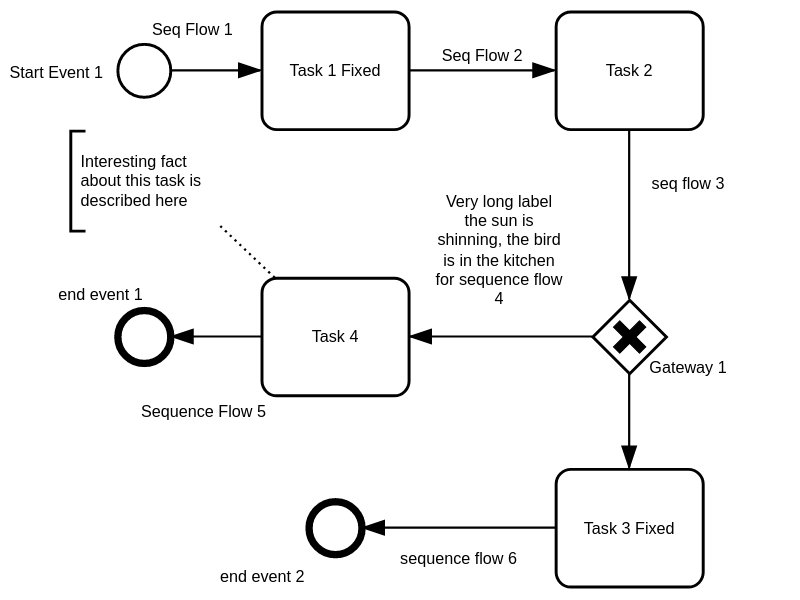 Seq Flow 1
Start Event 1
Task 1 Fixed
Seq Flow 2
Task 2
Interesting fact
about this task is
described here
seq flow 3
Very long label
the sun is
shinning, the bird
is in the kitchen
for sequence flow
4
end event 1
Task 4
Gateway 1
Sequence Flow 5
Task 3 Fixed
sequence flow 6
end event 2